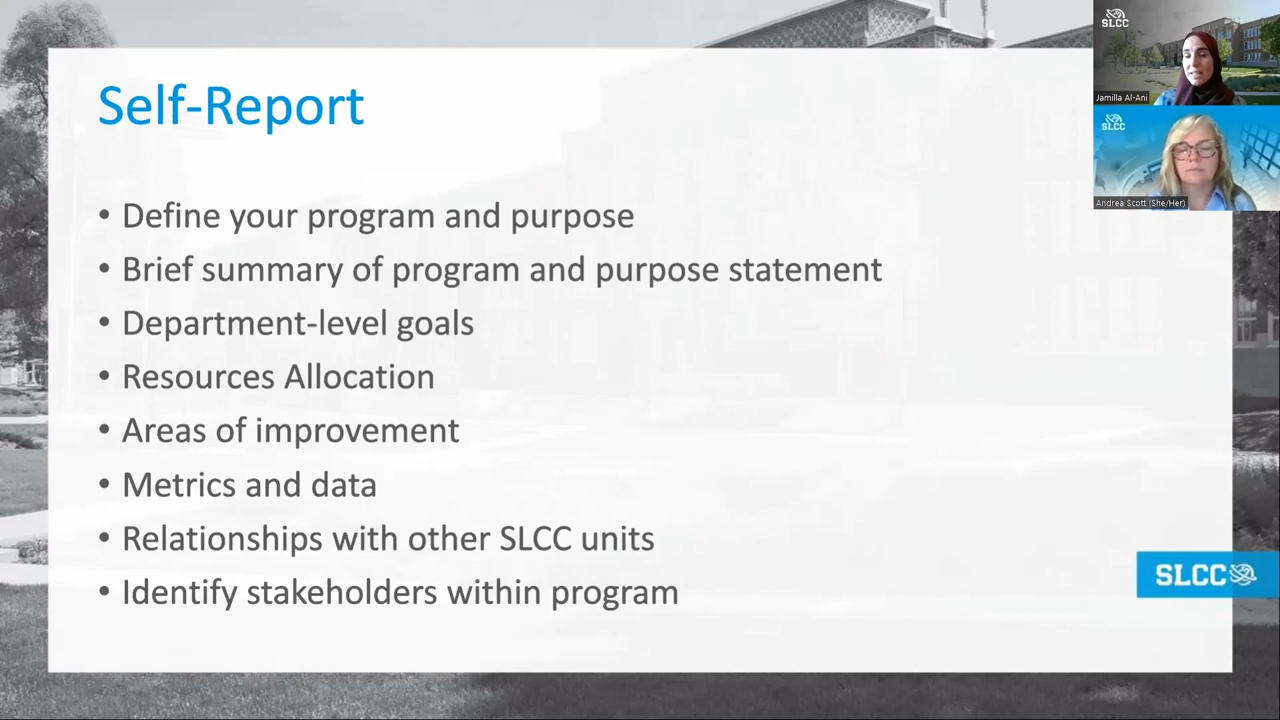 Self-Report
• Define your program and purpose
• Brief summary of program and purpose statement
• Department-level goals
• Resources Allocation
• Areas of improvement
• Metrics and data
• Relationships with other SLCC units
• Identify stakeholders within program
SLCC
SLCC
Jamilla Al-Ani
SLCC
Andrea Scott (She/Her)